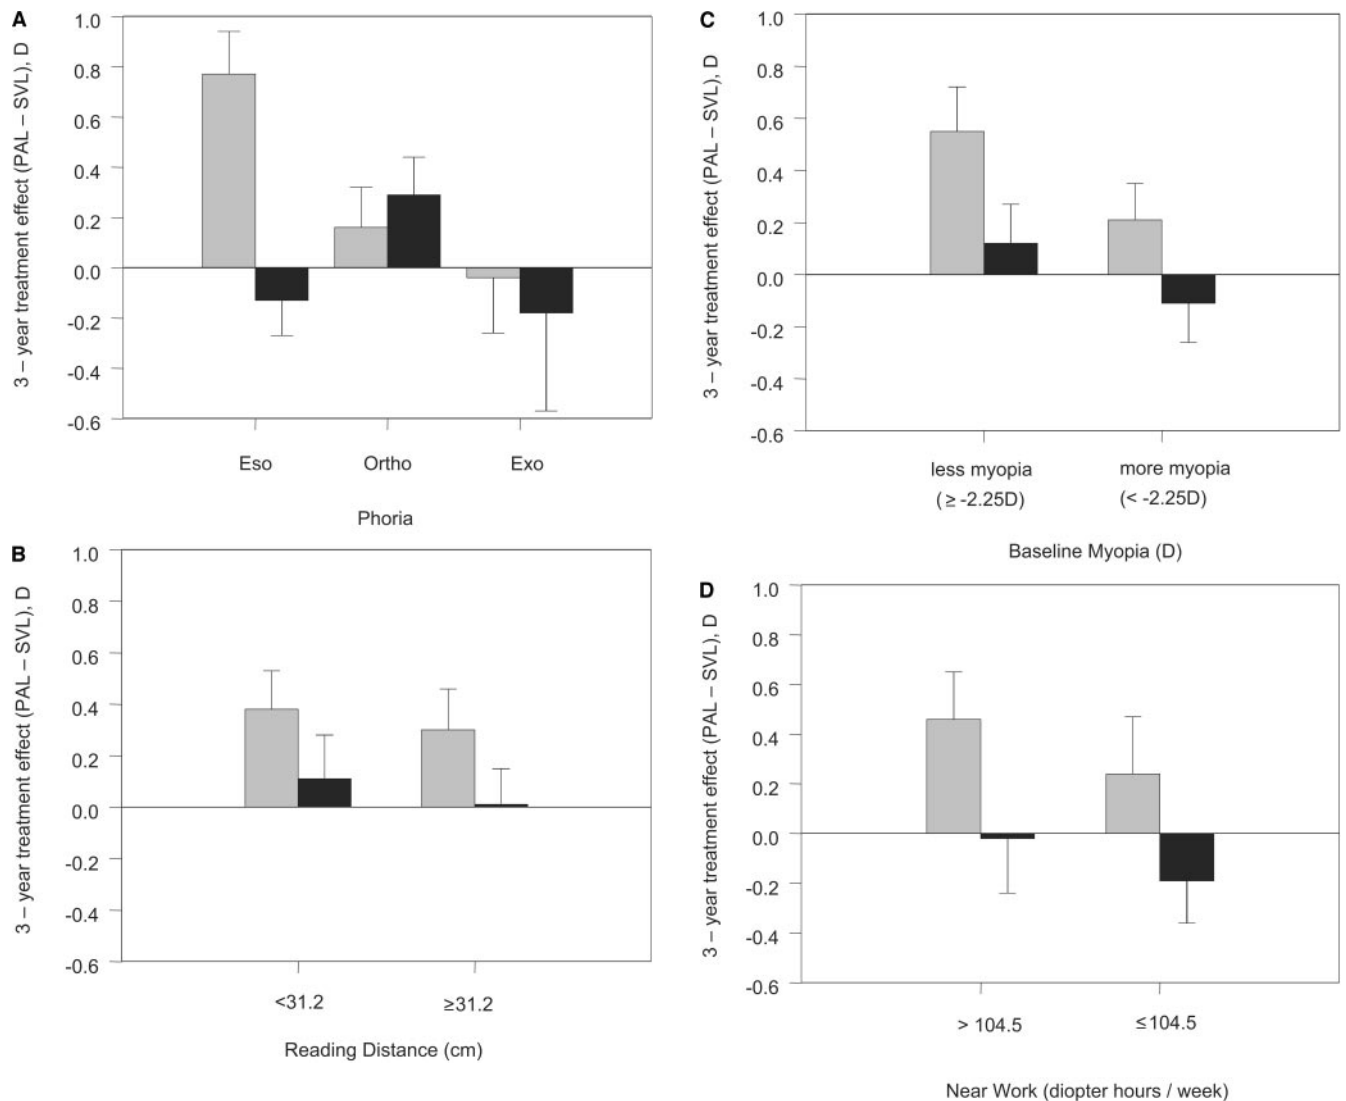 A
3 – year treatment effect (PAL – SVL), D
1.0
0.8
0.6
0.4
0.2
0.0
-0.2
-0.4
-0.6
Eso Ortho Exo
Phoria
B
3 – year treatment effect (PAL – SVL), D
1.0
0.8
0.6
0.4
0.2
0.0
-0.2
-0.4
-0.6
<31.2 ≥31.2
Reading Distance (cm)
C
3 – year treatment effect (PAL – SVL), D
1.0
0.8
0.6
0.4
0.2
0.0
-0.2
-0.4
-0.6
less myopia more myopia
( ≥ -2.25D) (< -2.25D)
Baseline Myopia (D)
D
3 – year treatment effect (PAL – SVL), D
1.0
0.8
0.6
0.4
0.2
0.0
-0.2
-0.4
-0.6
> 104.5 ≤ 104.5
Near Work (diopter hours / week)